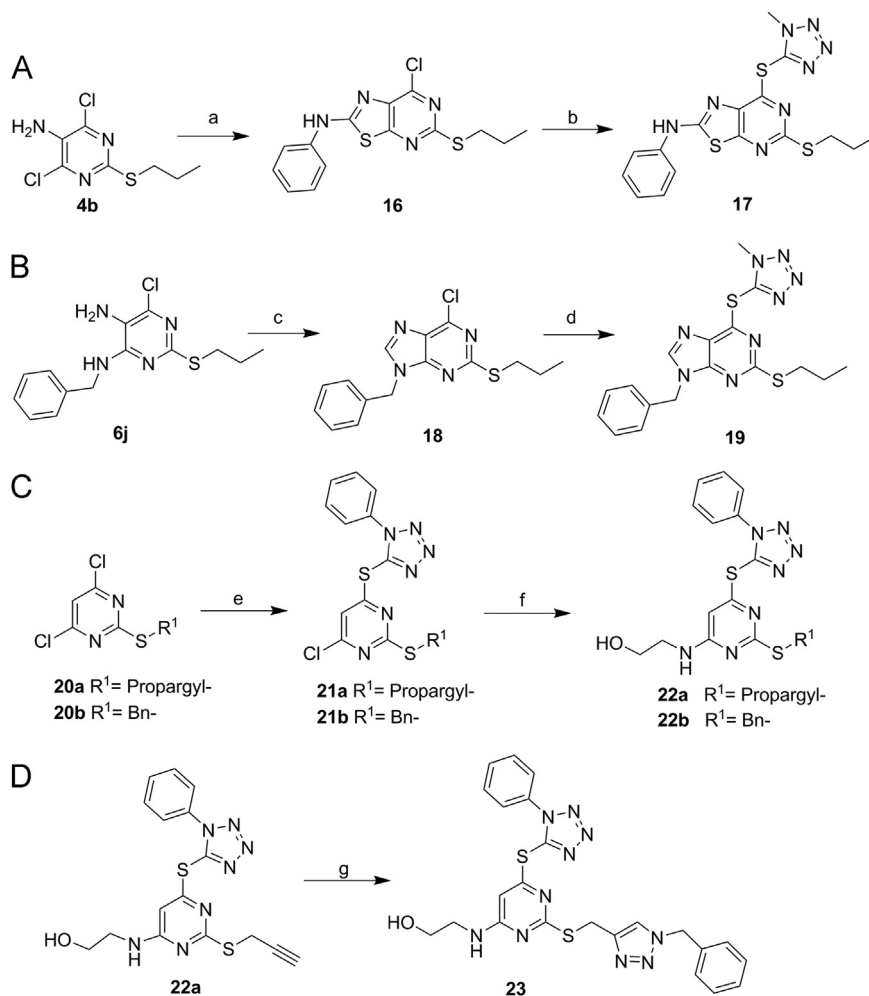 A
Cl
H₂N
N
Cl
N
S
4b
a
Cl
N
HN
N
S
N
S
16
b
N
N
N
N
S
N
HN
N
S
N
S
17
B
Cl
H₂N
N
HN
N
S
6j
c
Cl
N
N
N
N
S
18
d
N
N
N
N
S
N
N
N
N
S
19
C
Cl
N
Cl
N
S
R¹
20a R¹= Propargyl-
20b R¹= Bn-
e
N
N
N
N
S
N
Cl
N
S
R¹
21a R¹= Propargyl-
21b R¹= Bn-
f
N
N
N
N
S
N
HO
N
H
N
S
R¹
22a R¹= Propargyl-
22b R¹= Bn-
D
N
N
N
N
S
N
HO
N
H
N
S
22a
g
N
N
N
N
S
N
HO
N
H
N
S
N
N
N
23